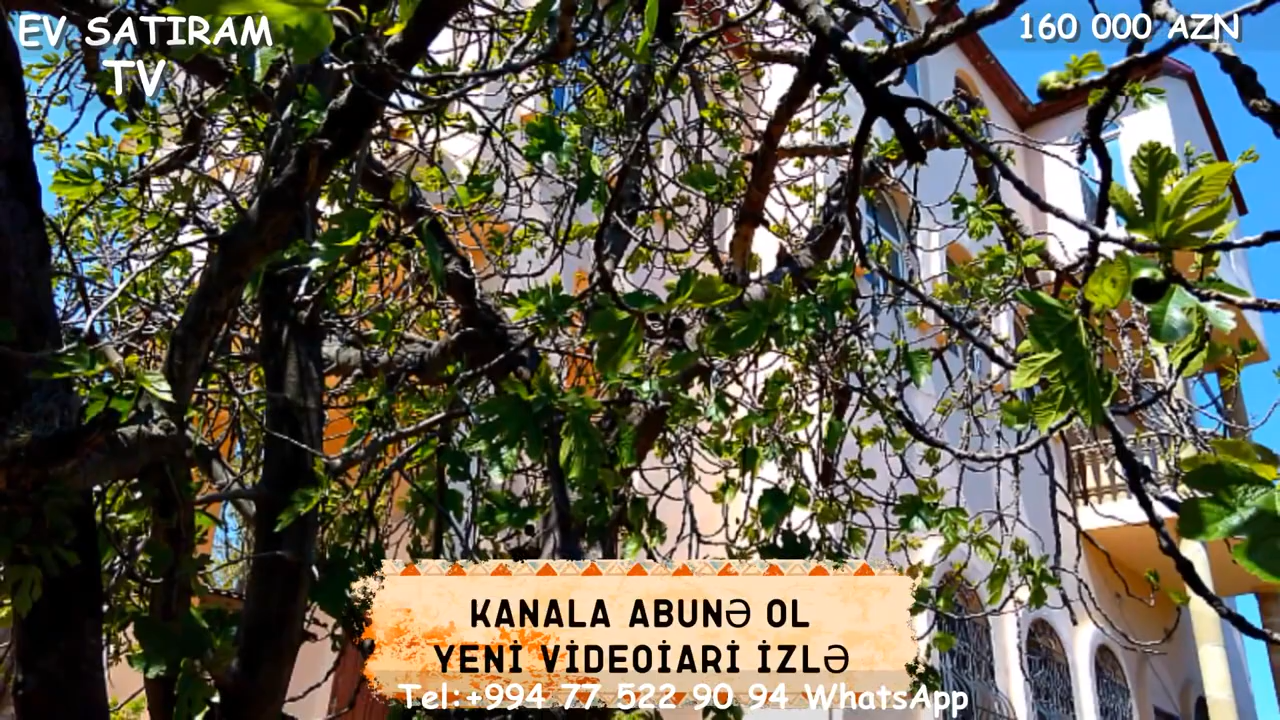 EV SATIRAM
TV
160 000 AZN
KANALA ABUNƏ OL
YENİ VİDEOİARİ İZLƏ
Tel:+994 77 522 90 94 WhatsApp